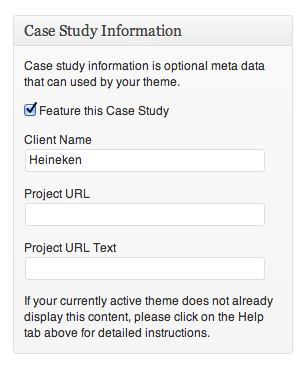 Case Study Information
Case study information is optional meta data
that can used by your theme.
Feature this Case Study
Client Name
Heineken
Project URL
Project URL Text
If your currently active theme does not already
display this content, please click on the Help
tab above for detailed instructions.